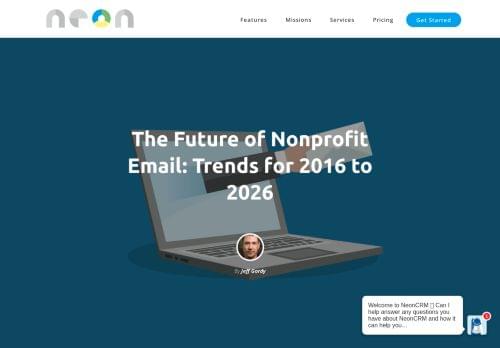 neon
Features Missions Services Pricing Get Started
The Future of Nonprofit
Email: Trends for 2016 to
2026
By Jeff Gordy
Welcome to NeonCRM Can I
help answer any questions you
have about NeonCRM and how it
can help you...
1